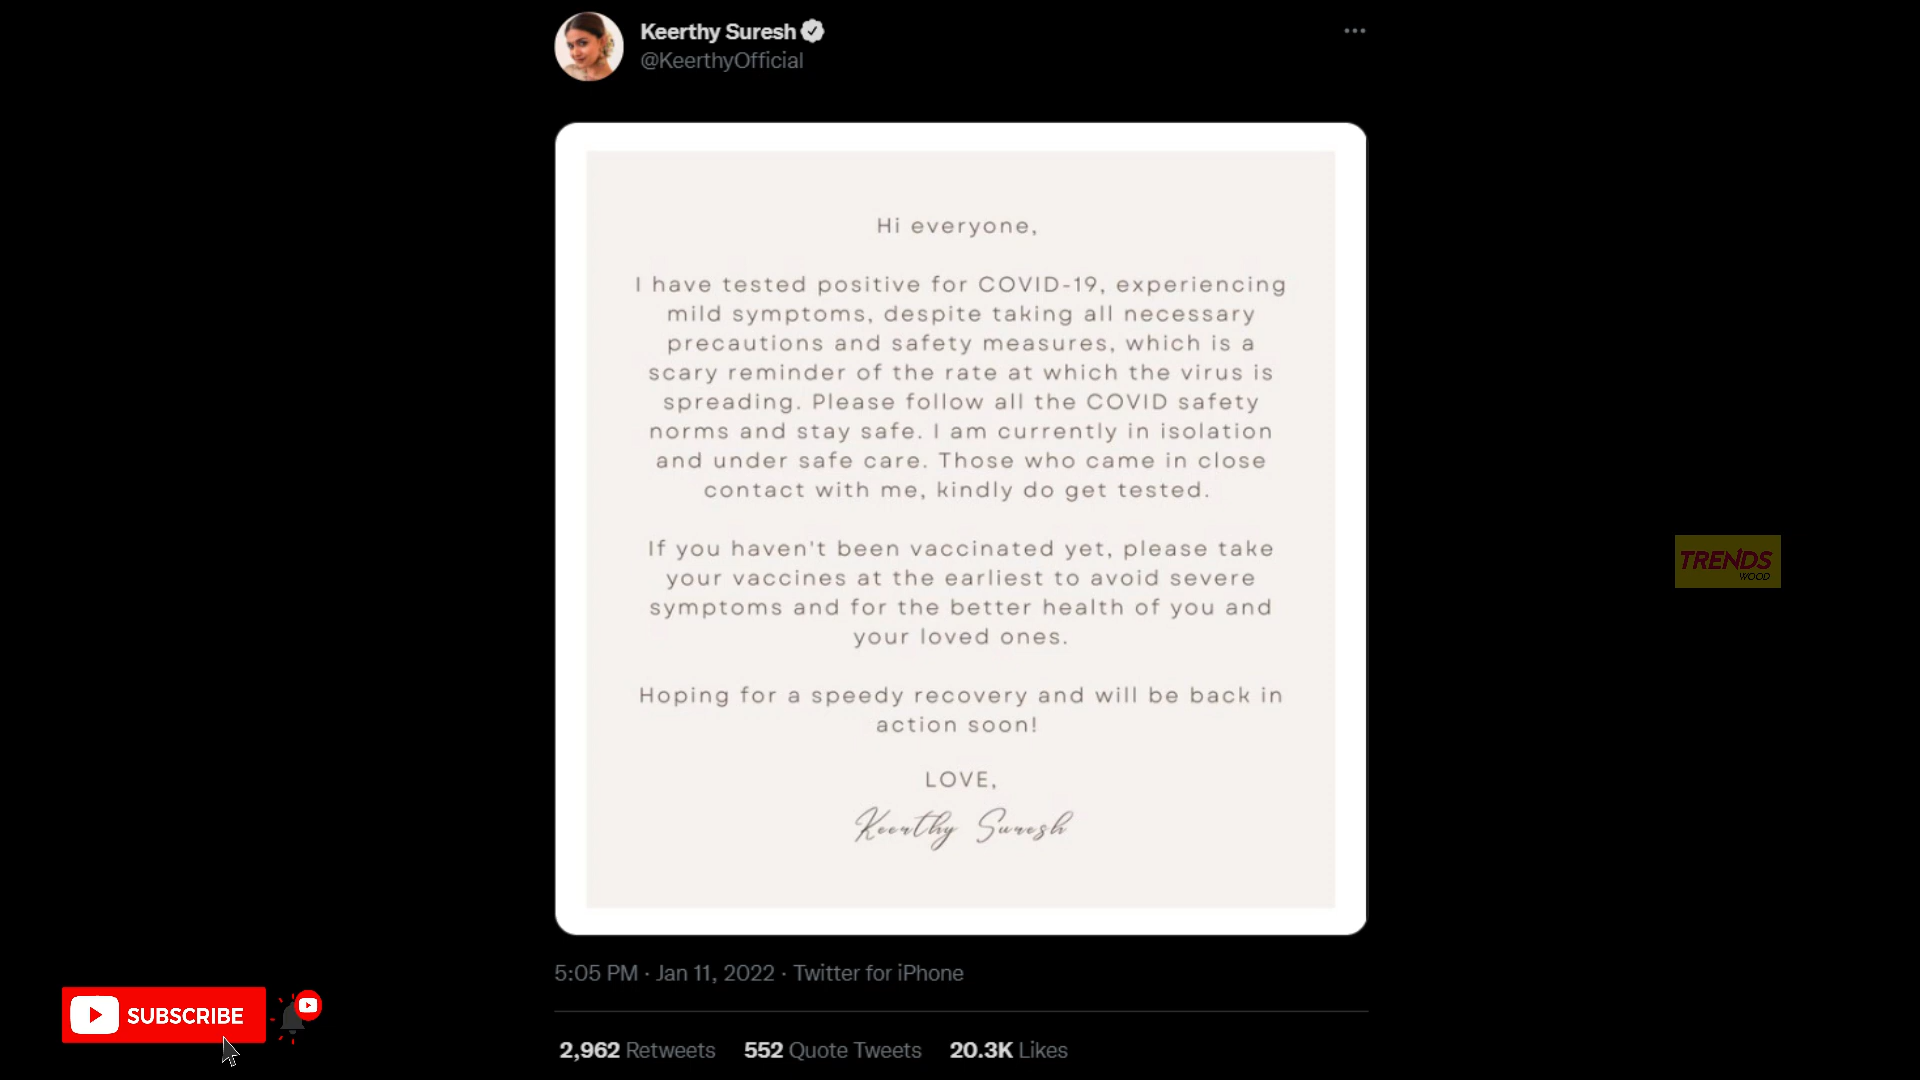 Keerthy Suresh
@KeerthyOfficial
Hi everyone,
I have tested positive for COVID-19, experiencing
mild symptoms, despite taking all necessary
precautions and safety measures, which is a
scary reminder of the rate at which the virus is
spreading. Please follow all the COVID safety
norms and stay safe. I am currently in isolation
and under safe care. Those who came in close
contact with me, kindly do get tested.
If you haven't been vaccinated yet, please take
your vaccines at the earliest to avoid severe
symptoms and for the better health of you and
your loved ones.
Hoping for a speedy recovery and will be back in
action soon!
LOVE,
Keerthy Suresh
TRENDS
WOOD
5:05 PM · Jan 11, 2022 · Twitter for iPhone
SUBSCRIBE
2,962 Retweets 552 Quote Tweets 20.3K Likes